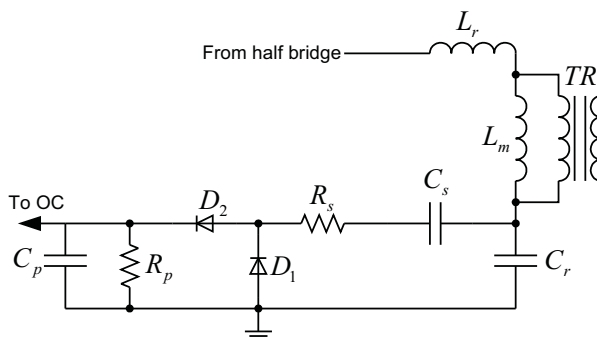 L_r
From half bridge
TR
L_m
C_s
R_s
D_2
To OC
C_p
R_p
D_1
C_r